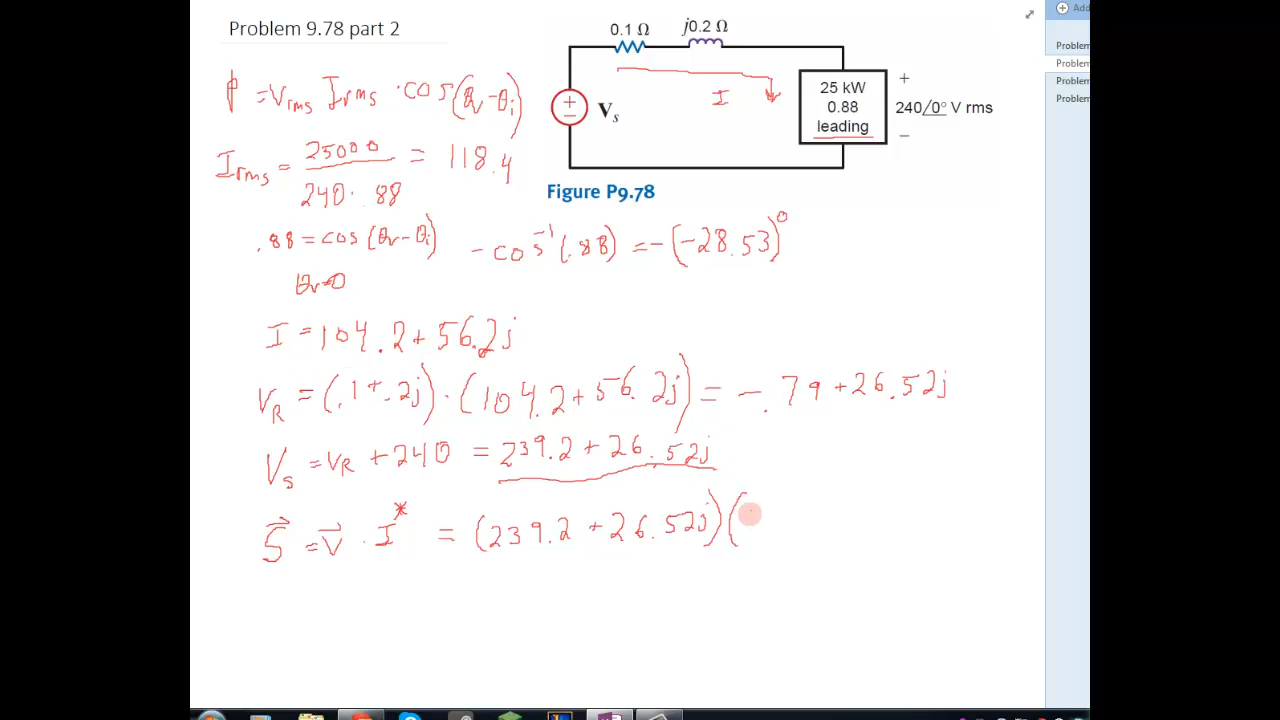 Problem 9.78 part 2
0.1 Ω
j0.2 Ω
25 kW
0.88
leading
+
240/0° V rms
−
+
−
Vs
I
Figure P9.78
P = Vrms Irms · cos(θv − θi)
Irms = 25000 / 240 · .88 = 118.4
.88 = cos(θv − θi)
− cos⁻¹(.88) = −(−28.53)°
θv=0
I = 104.2 + 56.2j
VR = (.1 + .2j) · (104.2 + 56.2j) = −.79 + 26.52j
Vs = VR + 240 = 239.2 + 26.52j
S = V · I* = (239.2 + 26.52j)(
Add
Problem
Problem
Problem
Problem